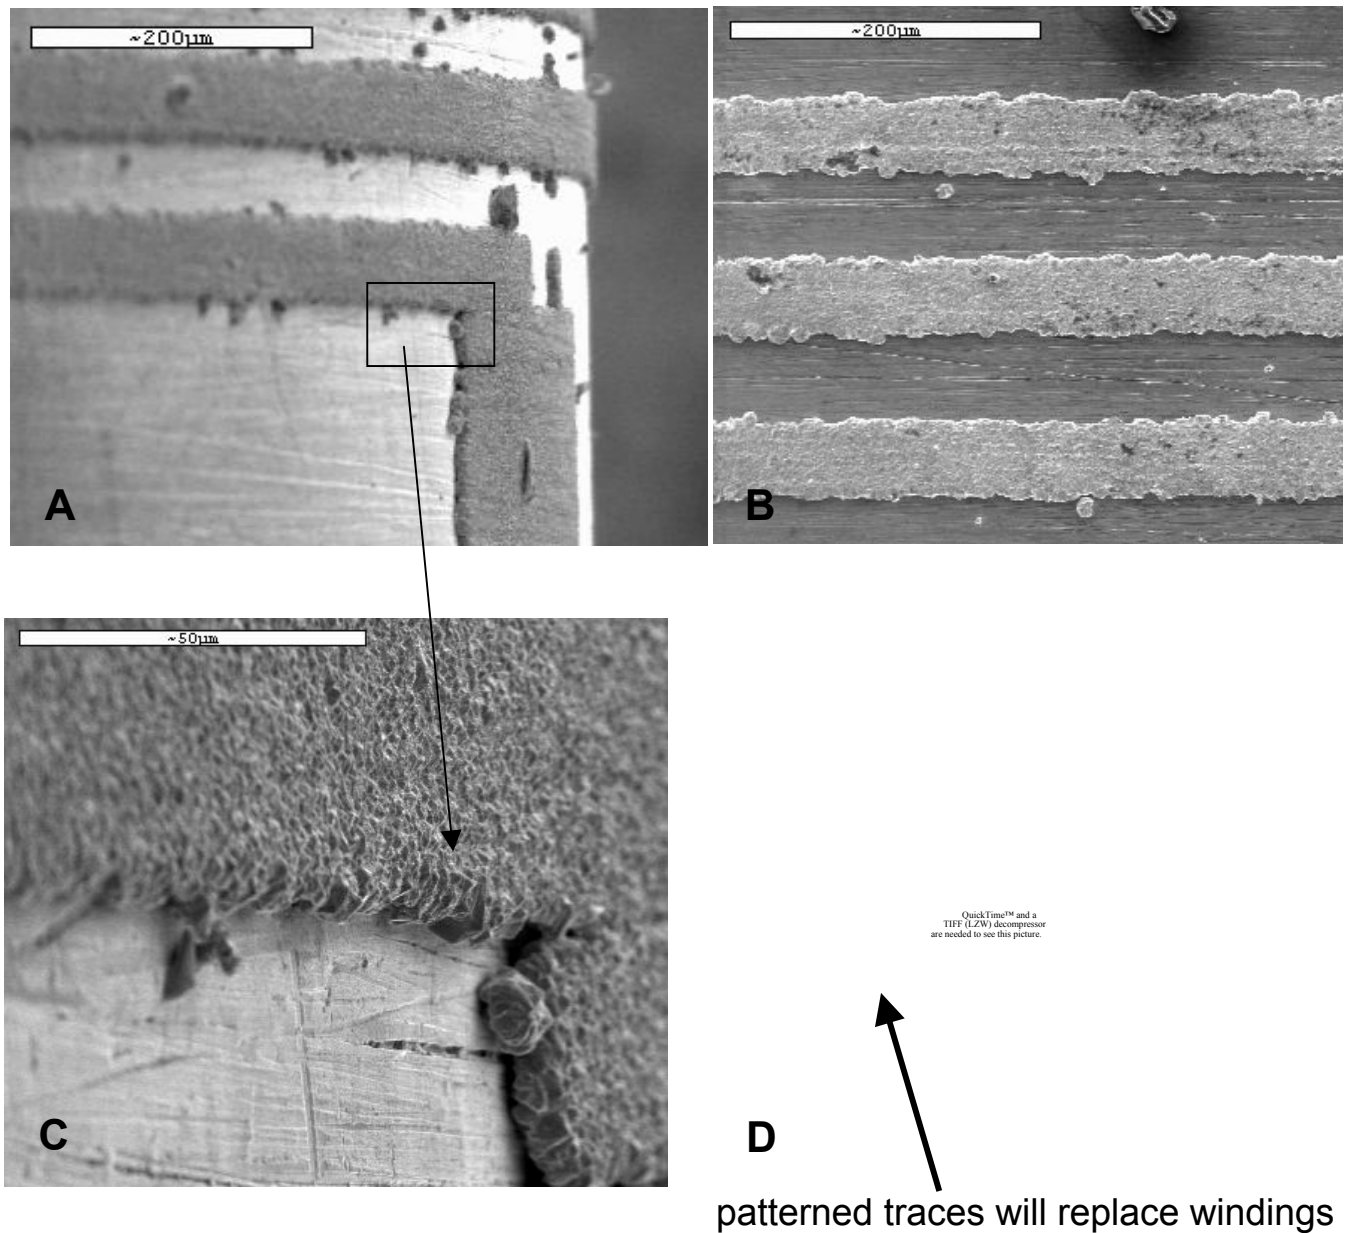 ~200µm
~200µm
A
B
~50µm
C
QuickTime™ and a
TIFF (LZW) decompressor
are needed to see this picture.
D
patterned traces will replace windings